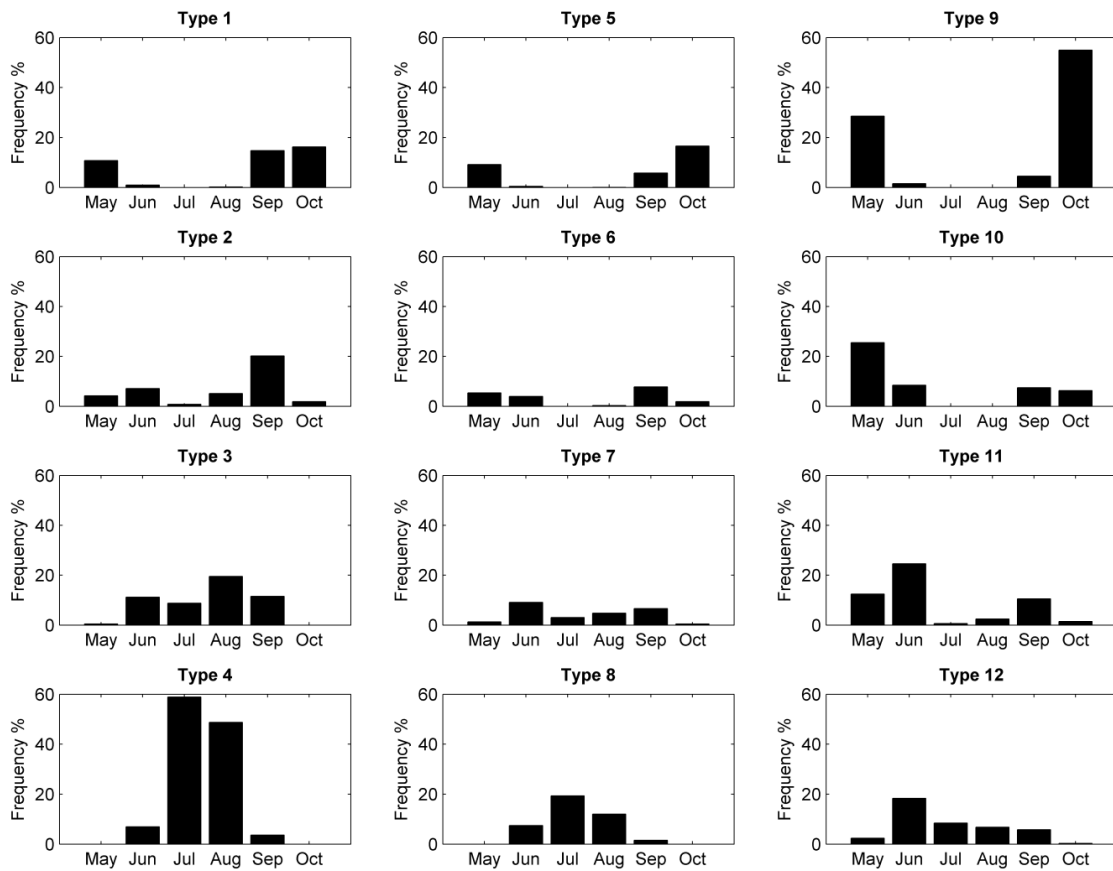 Type 1
60
40
20
0
Frequency %
May Jun Jul Aug Sep Oct
Type 5
60
40
20
0
Frequency %
May Jun Jul Aug Sep Oct
Type 9
60
40
20
0
Frequency %
May Jun Jul Aug Sep Oct
Type 2
60
40
20
0
Frequency %
May Jun Jul Aug Sep Oct
Type 6
60
40
20
0
Frequency %
May Jun Jul Aug Sep Oct
Type 10
60
40
20
0
Frequency %
May Jun Jul Aug Sep Oct
Type 3
60
40
20
0
Frequency %
May Jun Jul Aug Sep Oct
Type 7
60
40
20
0
Frequency %
May Jun Jul Aug Sep Oct
Type 11
60
40
20
0
Frequency %
May Jun Jul Aug Sep Oct
Type 4
60
40
20
0
Frequency %
May Jun Jul Aug Sep Oct
Type 8
60
40
20
0
Frequency %
May Jun Jul Aug Sep Oct
Type 12
60
40
20
0
Frequency %
May Jun Jul Aug Sep Oct